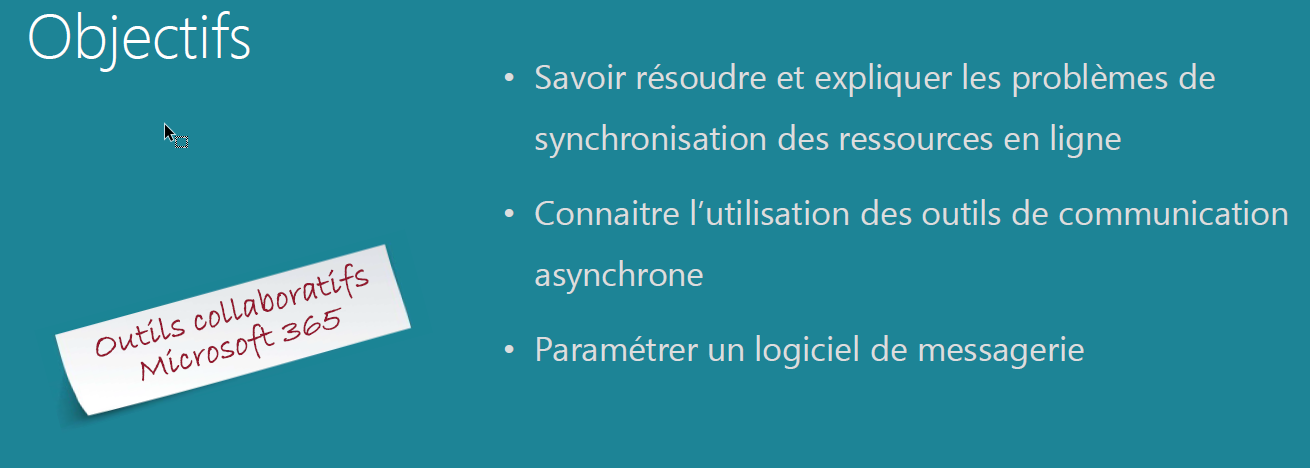 Objectifs
• Savoir résoudre et expliquer les problèmes de
synchronisation des ressources en ligne
• Connaitre l’utilisation des outils de communication
asynchrone
• Paramétrer un logiciel de messagerie
Outils collaboratifs
Microsoft 365